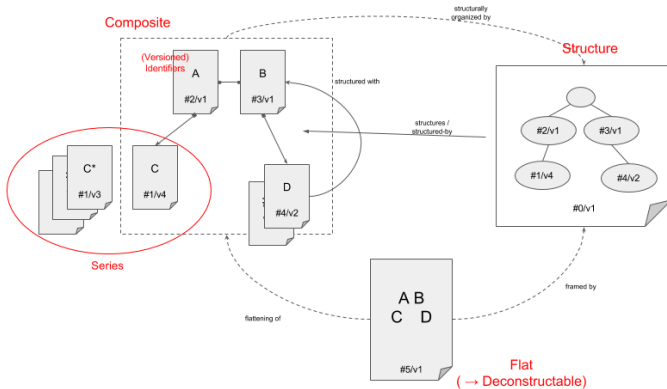 Composite
structurally
organized by
Structure
(Versioned)
Identifiers
A
#2/v1
B
#3/v1
structured with
#2/v1
#3/v1
structures /
structured-by
C*
#1/v3
C
#1/v4
D
#4/v2
#1/v4
#4/v2
#0/v1
Series
A B
C D
flattening of
framed by
#5/v1
Flat
( → Deconstructable)